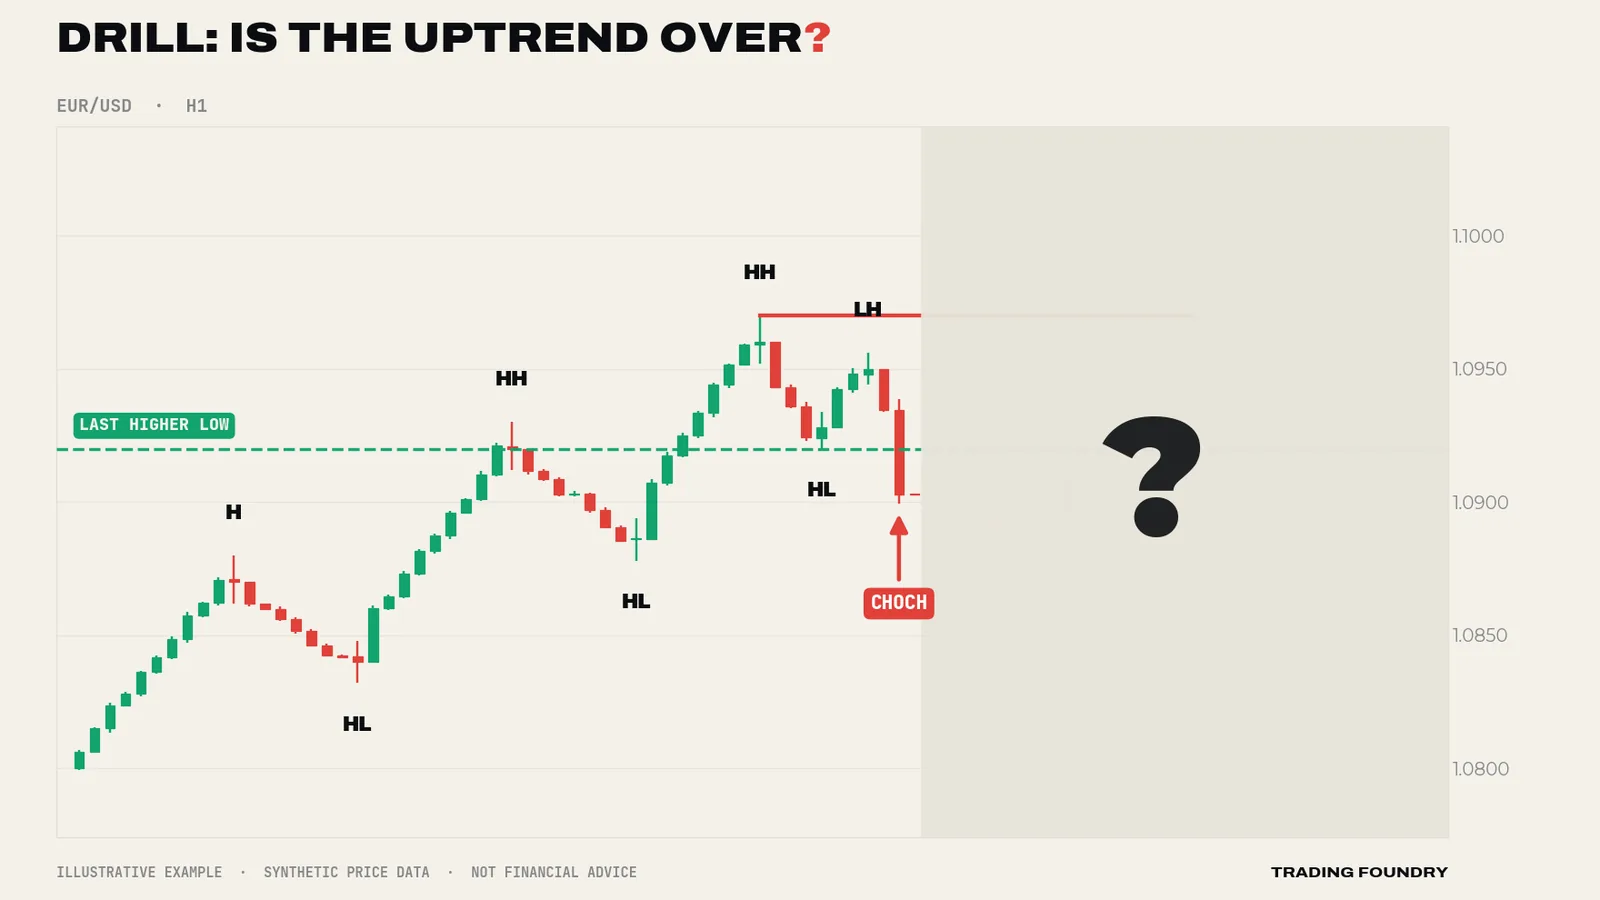 DRILL: IS THE UPTREND OVER?
EUR/USD · H1
1.1000
HH
LH
1.0950
HH
LAST HIGHER LOW
HL
1.0900
H
?
HL
CHOCH
1.0850
HL
1.0800
ILLUSTRATIVE EXAMPLE · SYNTHETIC PRICE DATA · NOT FINANCIAL ADVICE
TRADING FOUNDRY